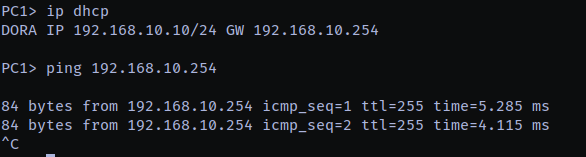 PC1> ip dhcp
DORA IP 192.168.10.10/24 GW 192.168.10.254
PC1> ping 192.168.10.254
84 bytes from 192.168.10.254 icmp_seq=1 ttl=255 time=5.285 ms
84 bytes from 192.168.10.254 icmp_seq=2 ttl=255 time=4.115 ms
^C